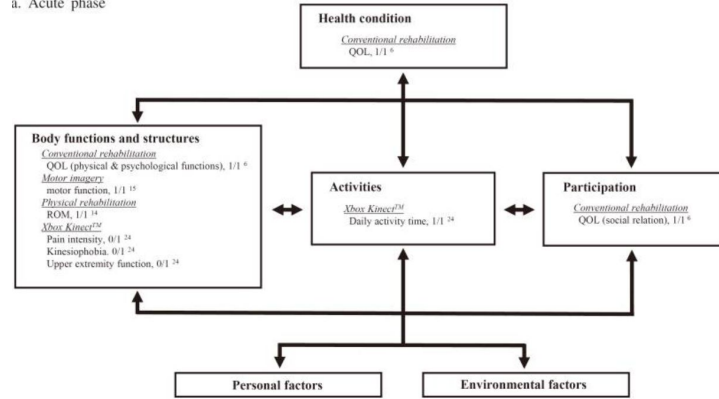 a. Acute phase
Health condition
Conventional rehabilitation
QOL, 1/1 6
Body functions and structures
Conventional rehabilitation
QOL (physical & psychological functions), 1/1 6
Motor imagery
motor function, 1/1 15
Physical rehabilitation
ROM, 1/1 14
Xbox Kinect™
Pain intensity, 0/1 24
Kinesiophobia. 0/1 24
Upper extremity function, 0/1 24
Activities
Xbox Kinect™
Daily activity time, 1/1 24
Participation
Conventional rehabilitation
QOL (social relation), 1/1 6
Personal factors
Environmental factors